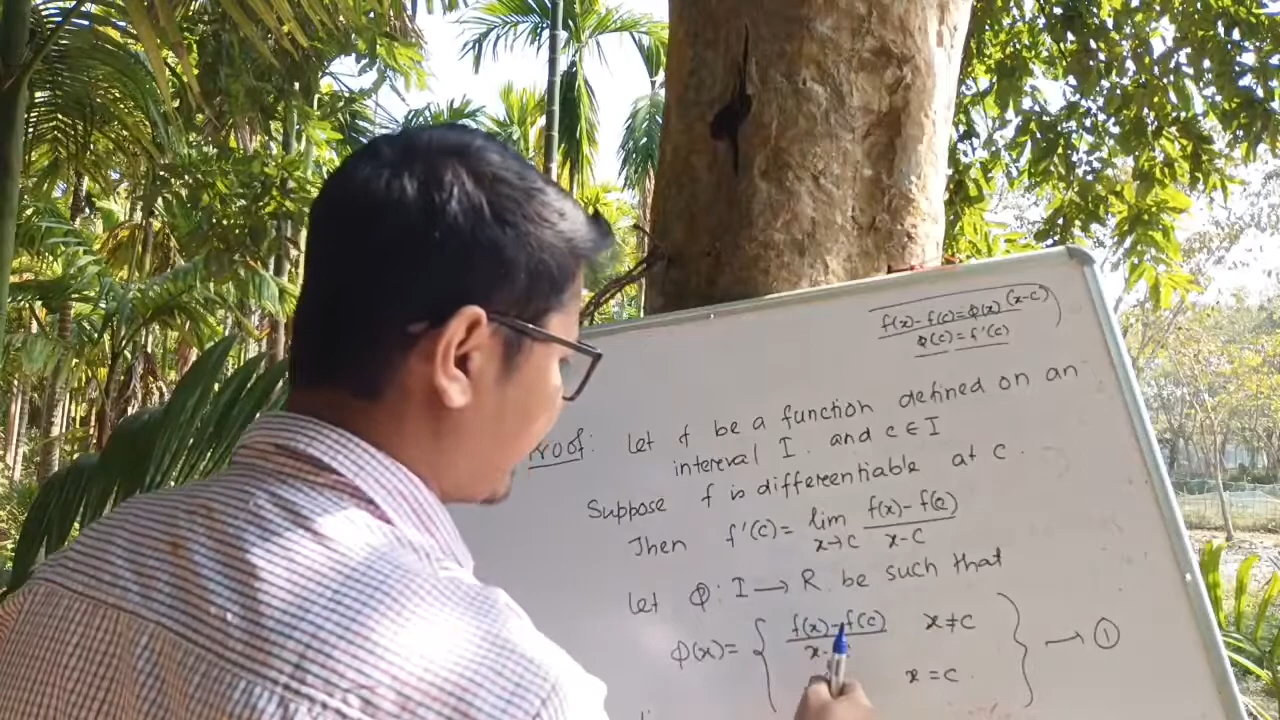 f(x)-f(c)=φ(x)(x-c)
φ(c)=f'(c)
Proof: Let f be a function defined on an
interval I. and c∈I
Suppose f is differentiable at c.
Then f'(c)= lim x→c f(x)-f(c) / x-c
let φ: I → R. be such that
φ(x)= { f(x)-f(c) / x- x≠c
x=c. } → ①